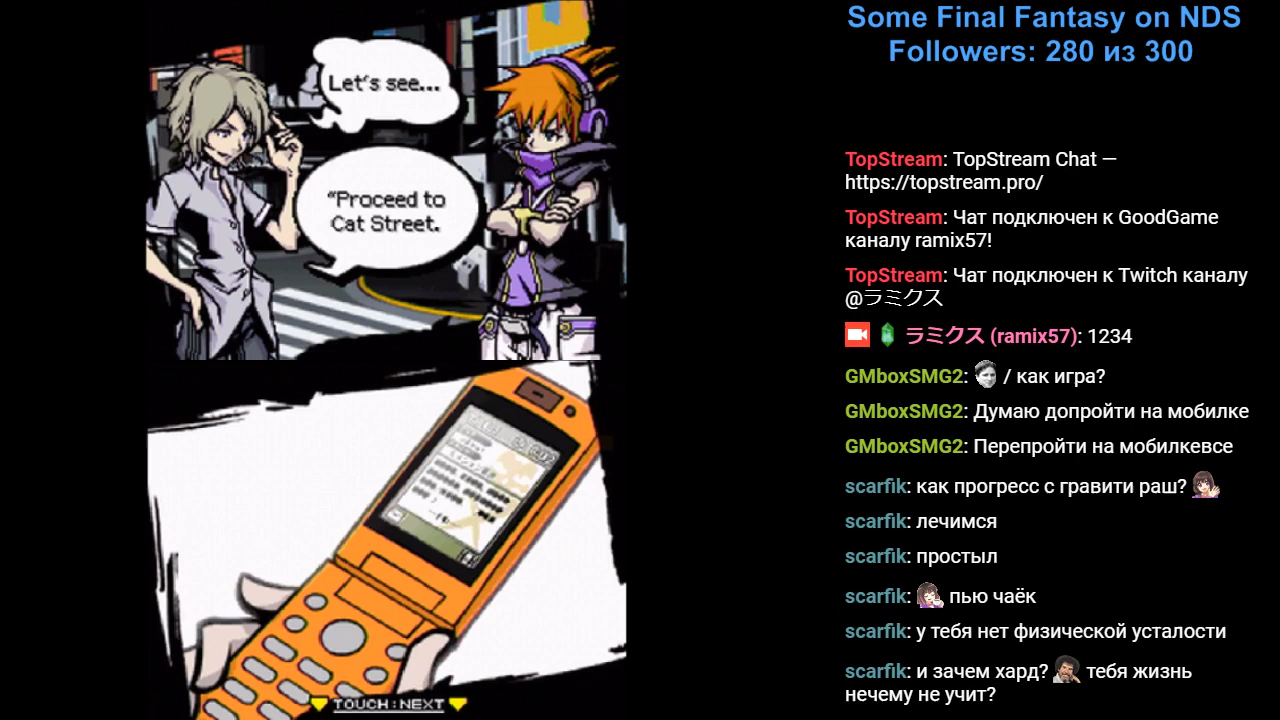 Let's see...
"Proceed to
Cat Street.
TOUCH : NEXT
Some Final Fantasy on NDS
Followers: 280 из 300
TopStream: TopStream Chat —
https://topstream.pro/
TopStream: Чат подключен к GoodGame
каналу ramix57!
TopStream: Чат подключен к Twitch каналу
@ラミクス
ラミクス (ramix57): 1234
GMboxSMG2: / как игра?
GMboxSMG2: Думаю допройти на мобилке
GMboxSMG2: Перепройти на мобилкевсе
scarfik: как прогресс с гравити раш?
scarfik: лечимся
scarfik: простыл
scarfik: пью чаёк
scarfik: у тебя нет физической усталости
scarfik: и зачем хард? тебя жизнь
нечему не учит?